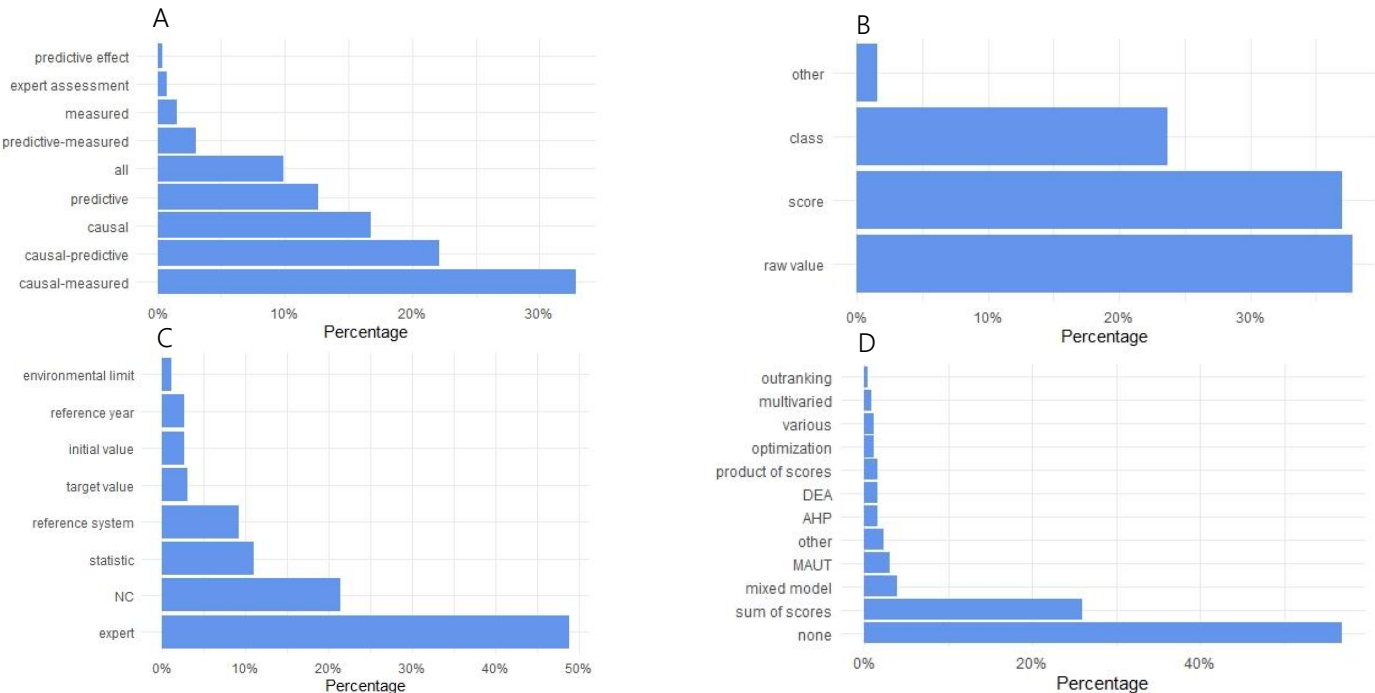 A
predictive effect
expert assessment
measured
predictive-measured
all
predictive
causal
causal-predictive
causal-measured
0% 10% 20% 30%
Percentage
B
other
class
score
raw value
0% 10% 20% 30%
Percentage
C
environmental limit
reference year
initial value
target value
reference system
statistic
NC
expert
0% 10% 20% 30% 40% 50%
Percentage
D
outranking
multivaried
various
optimization
product of scores
DEA
AHP
other
MAUT
mixed model
sum of scores
none
0% 20% 40%
Percentage